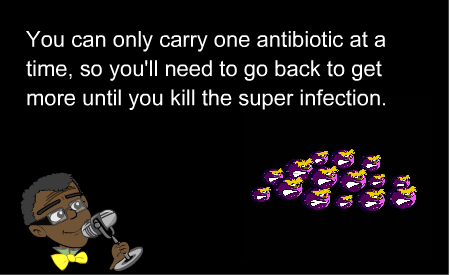 You can only carry one antibiotic at a
time, so you'll need to go back to get
more until you kill the super infection.